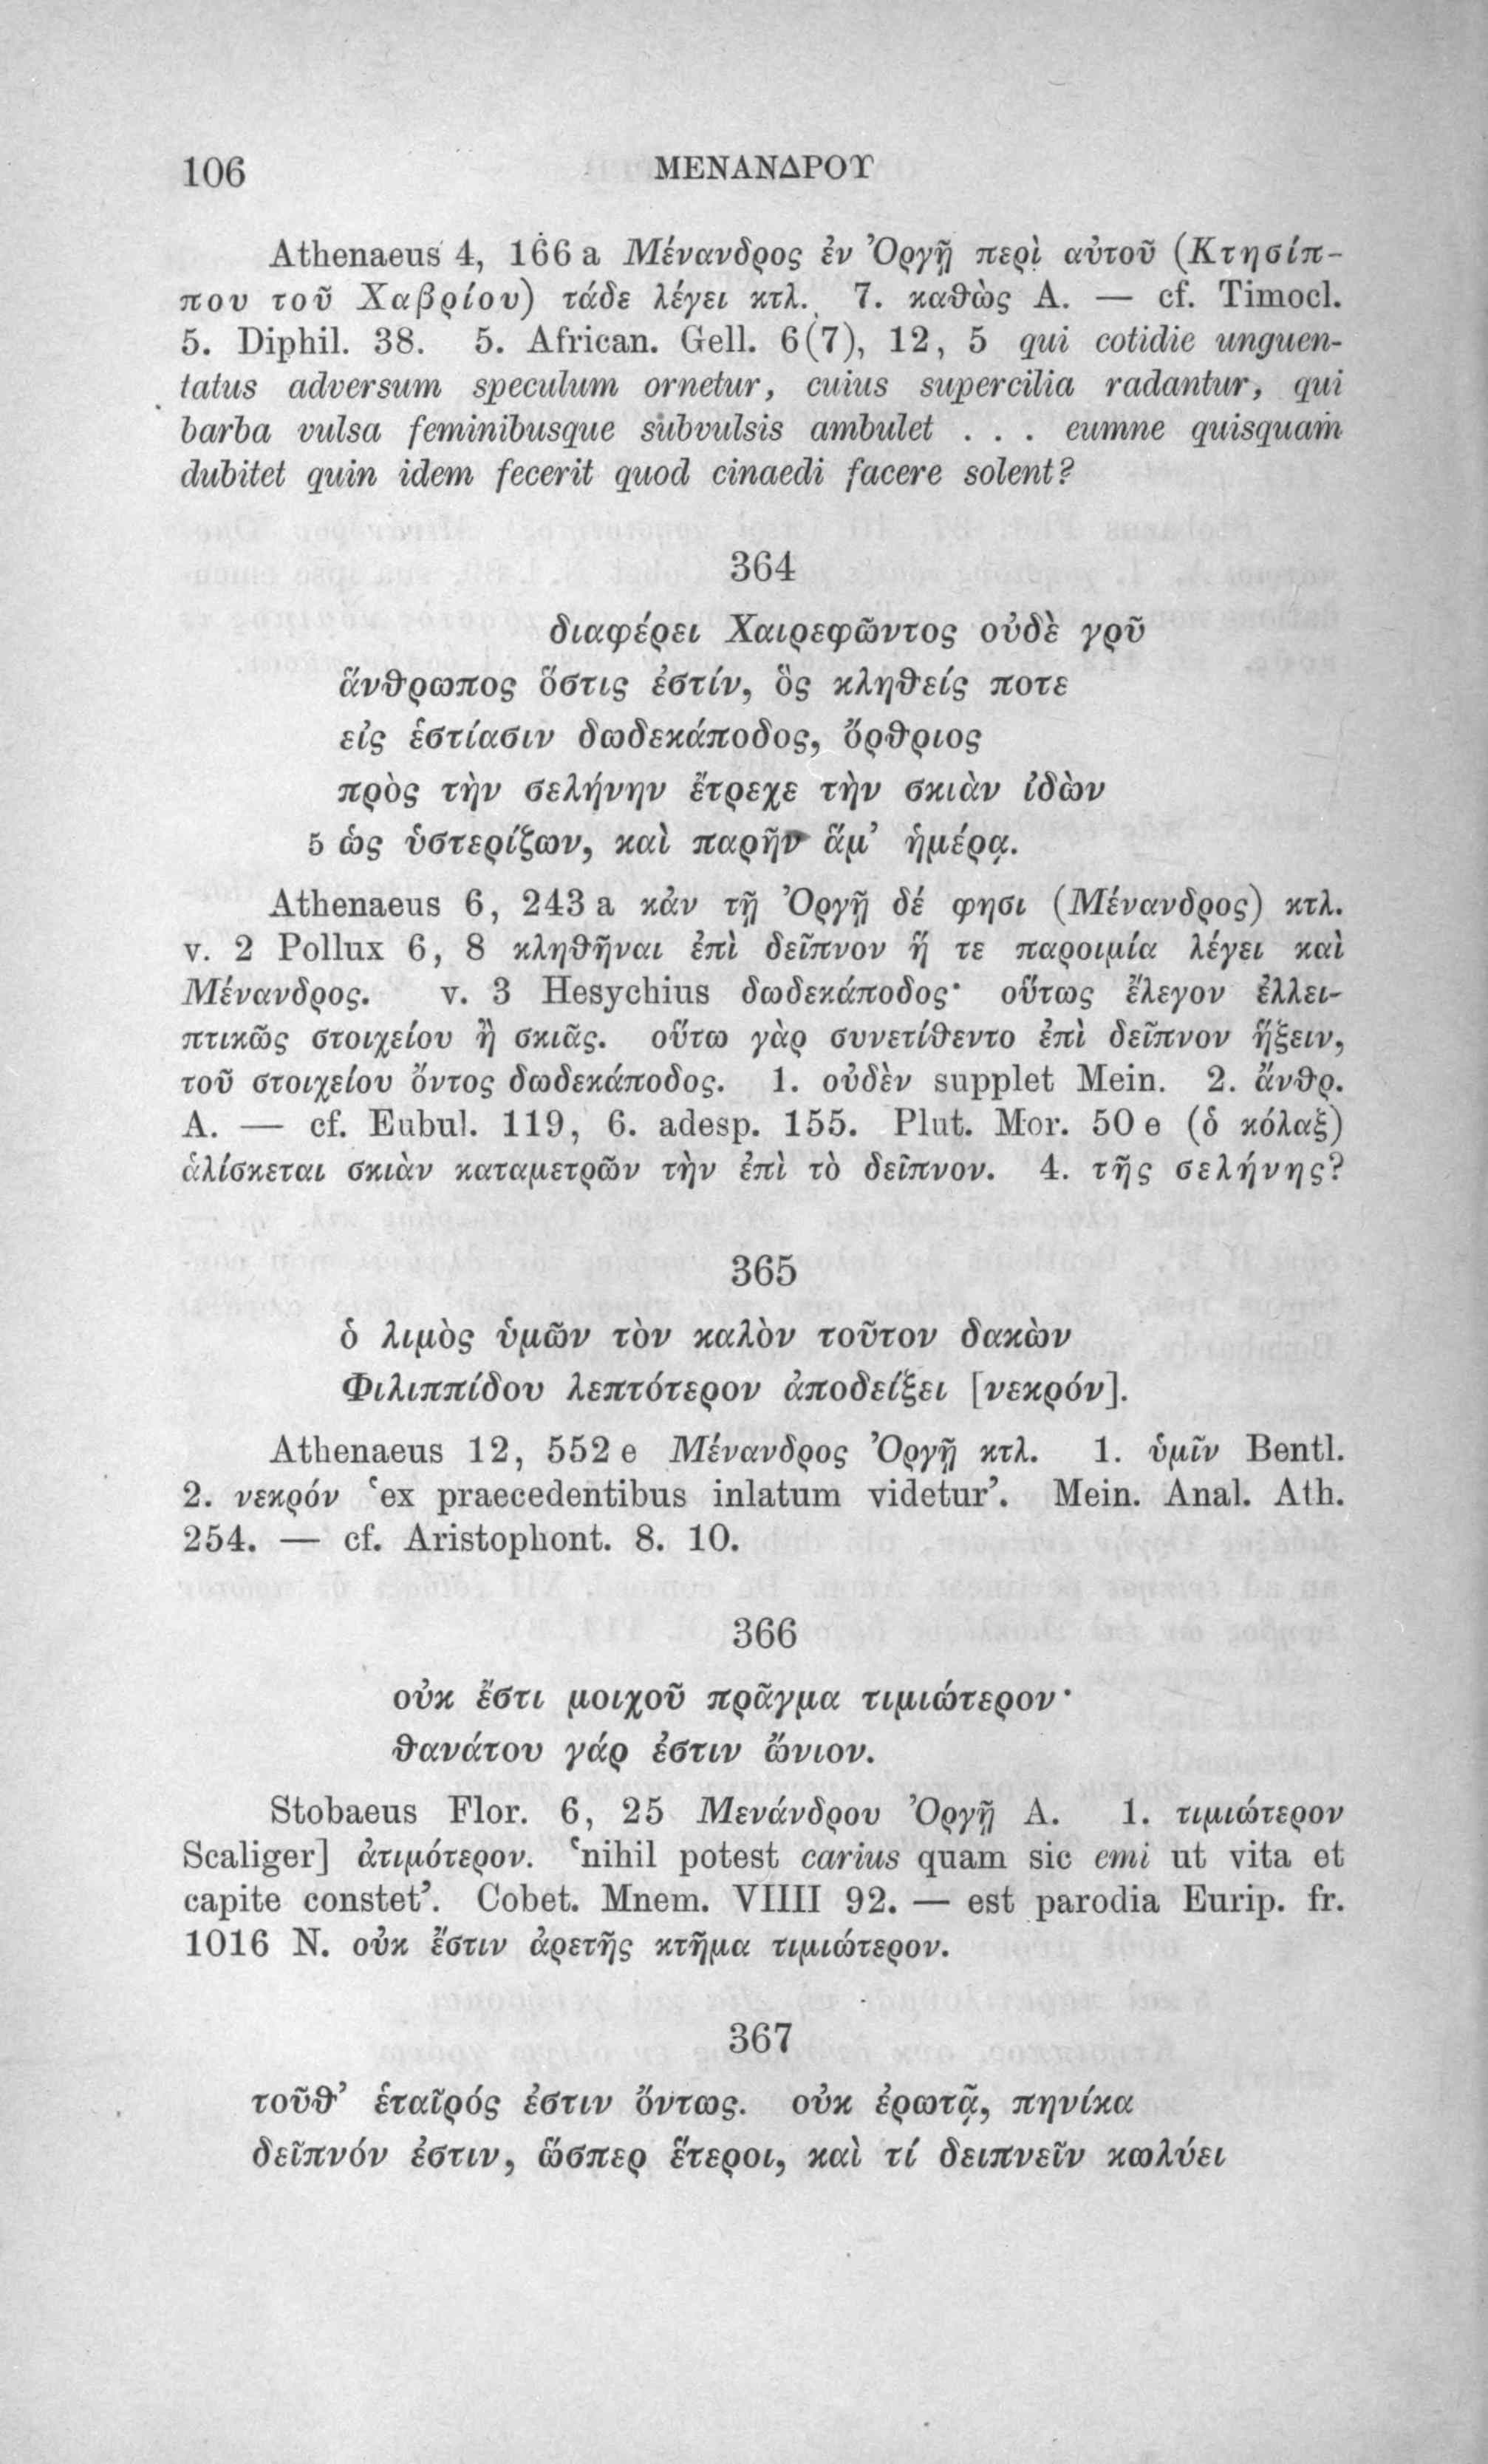 106 ΜΕΝΑΝΔΡΟΥ
Athenaeus 4, 166 a Μένανδρος ἐν Ὀργῇ περὶ αὐτοῦ (Κτησίπ-
που τοῦ Χαβρίου) τάδε λέγει κτλ. 7. καθὼς A. — cf. Timocl.
5. Diphil. 38. 5. African. Gell. 6(7), 12, 5 qui cotidie unguen-
tatus adversum speculum ornetur, cuius supercilia radantur, qui
barba vulsa feminibusque subvulsis ambulet . . . eumne quisquam
dubitet quin idem fecerit quod cinaedi facere solent?
364
διαφέρει Χαιρεφῶντος οὐδὲ γρῦ
ἅνθρωπος ὅστις ἐστίν, ὃς κληθείς ποτε
εἰς ἑστίασιν δωδεκάποδος, ὄρθριος
πρὸς τὴν σελήνην ἔτρεχε τὴν σκιὰν ἰδὼν
5 ὡς ὑστερίζων, καὶ παρῆν ἅμ’ ἡμέρᾳ.
Athenaeus 6, 243 a κἀν τῇ Ὀργῇ δέ φησι (Μένανδρος) κτλ.
v. 2 Pollux 6, 8 κληθῆναι ἐπὶ δεῖπνον ἥ τε παροιμία λέγει καὶ
Μένανδρος. v. 3 Hesychius δωδεκάποδος· οὕτως ἔλεγον ἐλλει-
πτικῶς στοιχείου ἢ σκιᾶς. οὕτω γὰρ συνετίθεντο ἐπὶ δεῖπνον ἥξειν,
τοῦ στοιχείου ὄντος δωδεκάποδος. 1. οὐδὲν supplet Mein. 2. ἄνθρ.
A. — cf. Eubul. 119, 6. adesp. 155. Plut. Mor. 50 e (ὁ κόλαξ)
ἁλίσκεται σκιὰν καταμετρῶν τὴν ἐπὶ τὸ δεῖπνον. 4. τῆς σελήνης?
365
ὁ λιμὸς ὑμῶν τὸν καλὸν τοῦτον δακὼν
Φιλιππίδου λεπτότερον ἀποδείξει [νεκρόν].
Athenaeus 12, 552 e Μένανδρος Ὀργῇ κτλ. 1. ὑμῖν Bentl.
2. νεκρόν ‘ex praecedentibus inlatum videtur’. Mein. Anal. Ath.
254. — cf. Aristophont. 8. 10.
366
οὐκ ἔστι μοιχοῦ πρᾶγμα τιμιώτερον·
θανάτου γάρ ἐστιν ὤνιον.
Stobaeus Flor. 6, 25 Μενάνδρου Ὀργῇ A. 1. τιμιώτερον
Scaliger] ἀτιμότερον. ‘nihil potest carius quam sic emi ut vita et
capite constet’. Cobet. Mnem. VIIII 92. — est parodia Eurip. fr.
1016 N. οὐκ ἔστιν ἀρετῆς κτῆμα τιμιώτερον.
367
τοῦθ’ ἑταῖρός ἐστιν ὄντως. οὐκ ἐρωτᾷ, πηνίκα
δεῖπνόν ἐστιν, ὥσπερ ἕτεροι, καὶ τί δειπνεῖν κωλύει